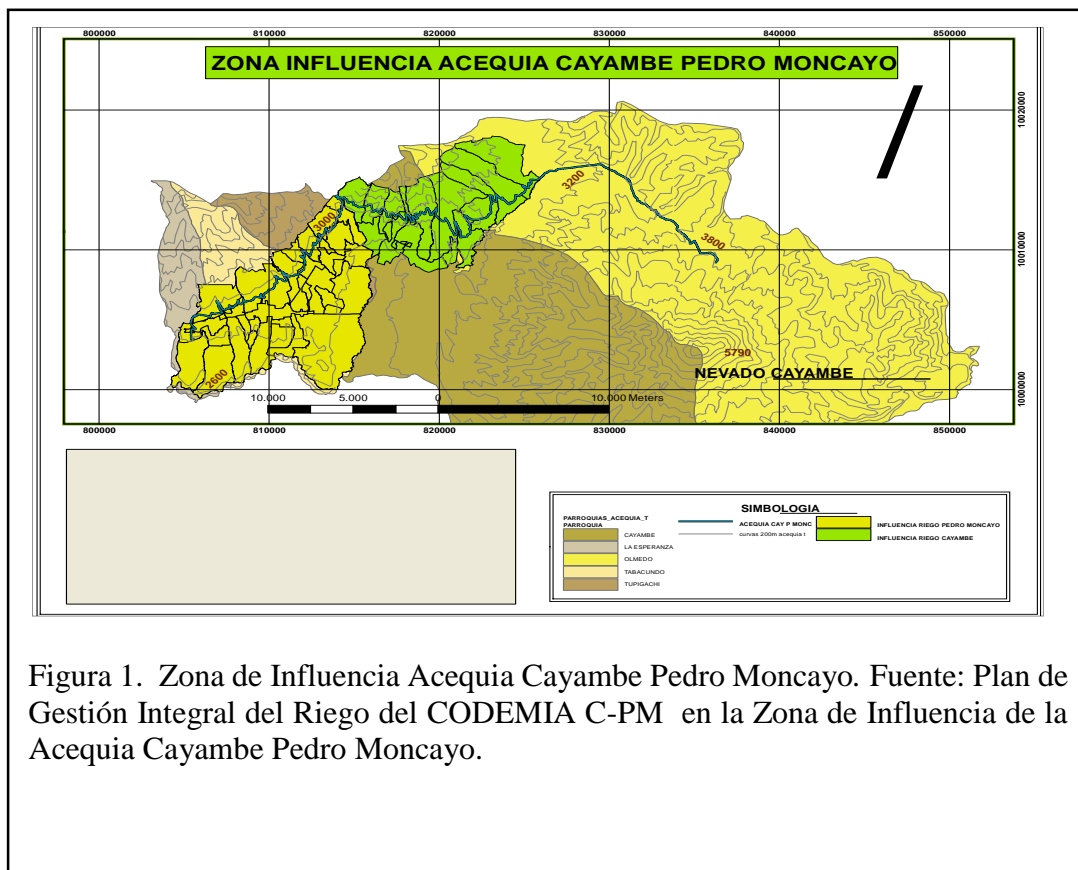 800000 810000 820000 830000 840000 850000
ZONA INFLUENCIA ACEQUIA CAYAMBE PEDRO MONCAYO
10020000
3200
3000
3800
10010000
5790
NEVADO CAYAMBE
2600
10000000
10.000 5.000 0 10.000 Meters
800000 810000 820000 830000 840000 850000
SIMBOLOGIA
PARROQUIAS_ACEQUIA_T
PARROQUIA
CAYAMBE
LA ESPERANZA
OLMEDO
TABACUNDO
TUPIGACHI
ACEQUIA CAY P MONC
curvas 200m acequia t
INFLUENCIA RIEGO PEDRO MONCAYO
INFLUENCIA RIEGO CAYAMBE
Figura 1. Zona de Influencia Acequia Cayambe Pedro Moncayo. Fuente: Plan de
Gestión Integral del Riego del CODEMIA C-PM en la Zona de Influencia de la
Acequia Cayambe Pedro Moncayo.